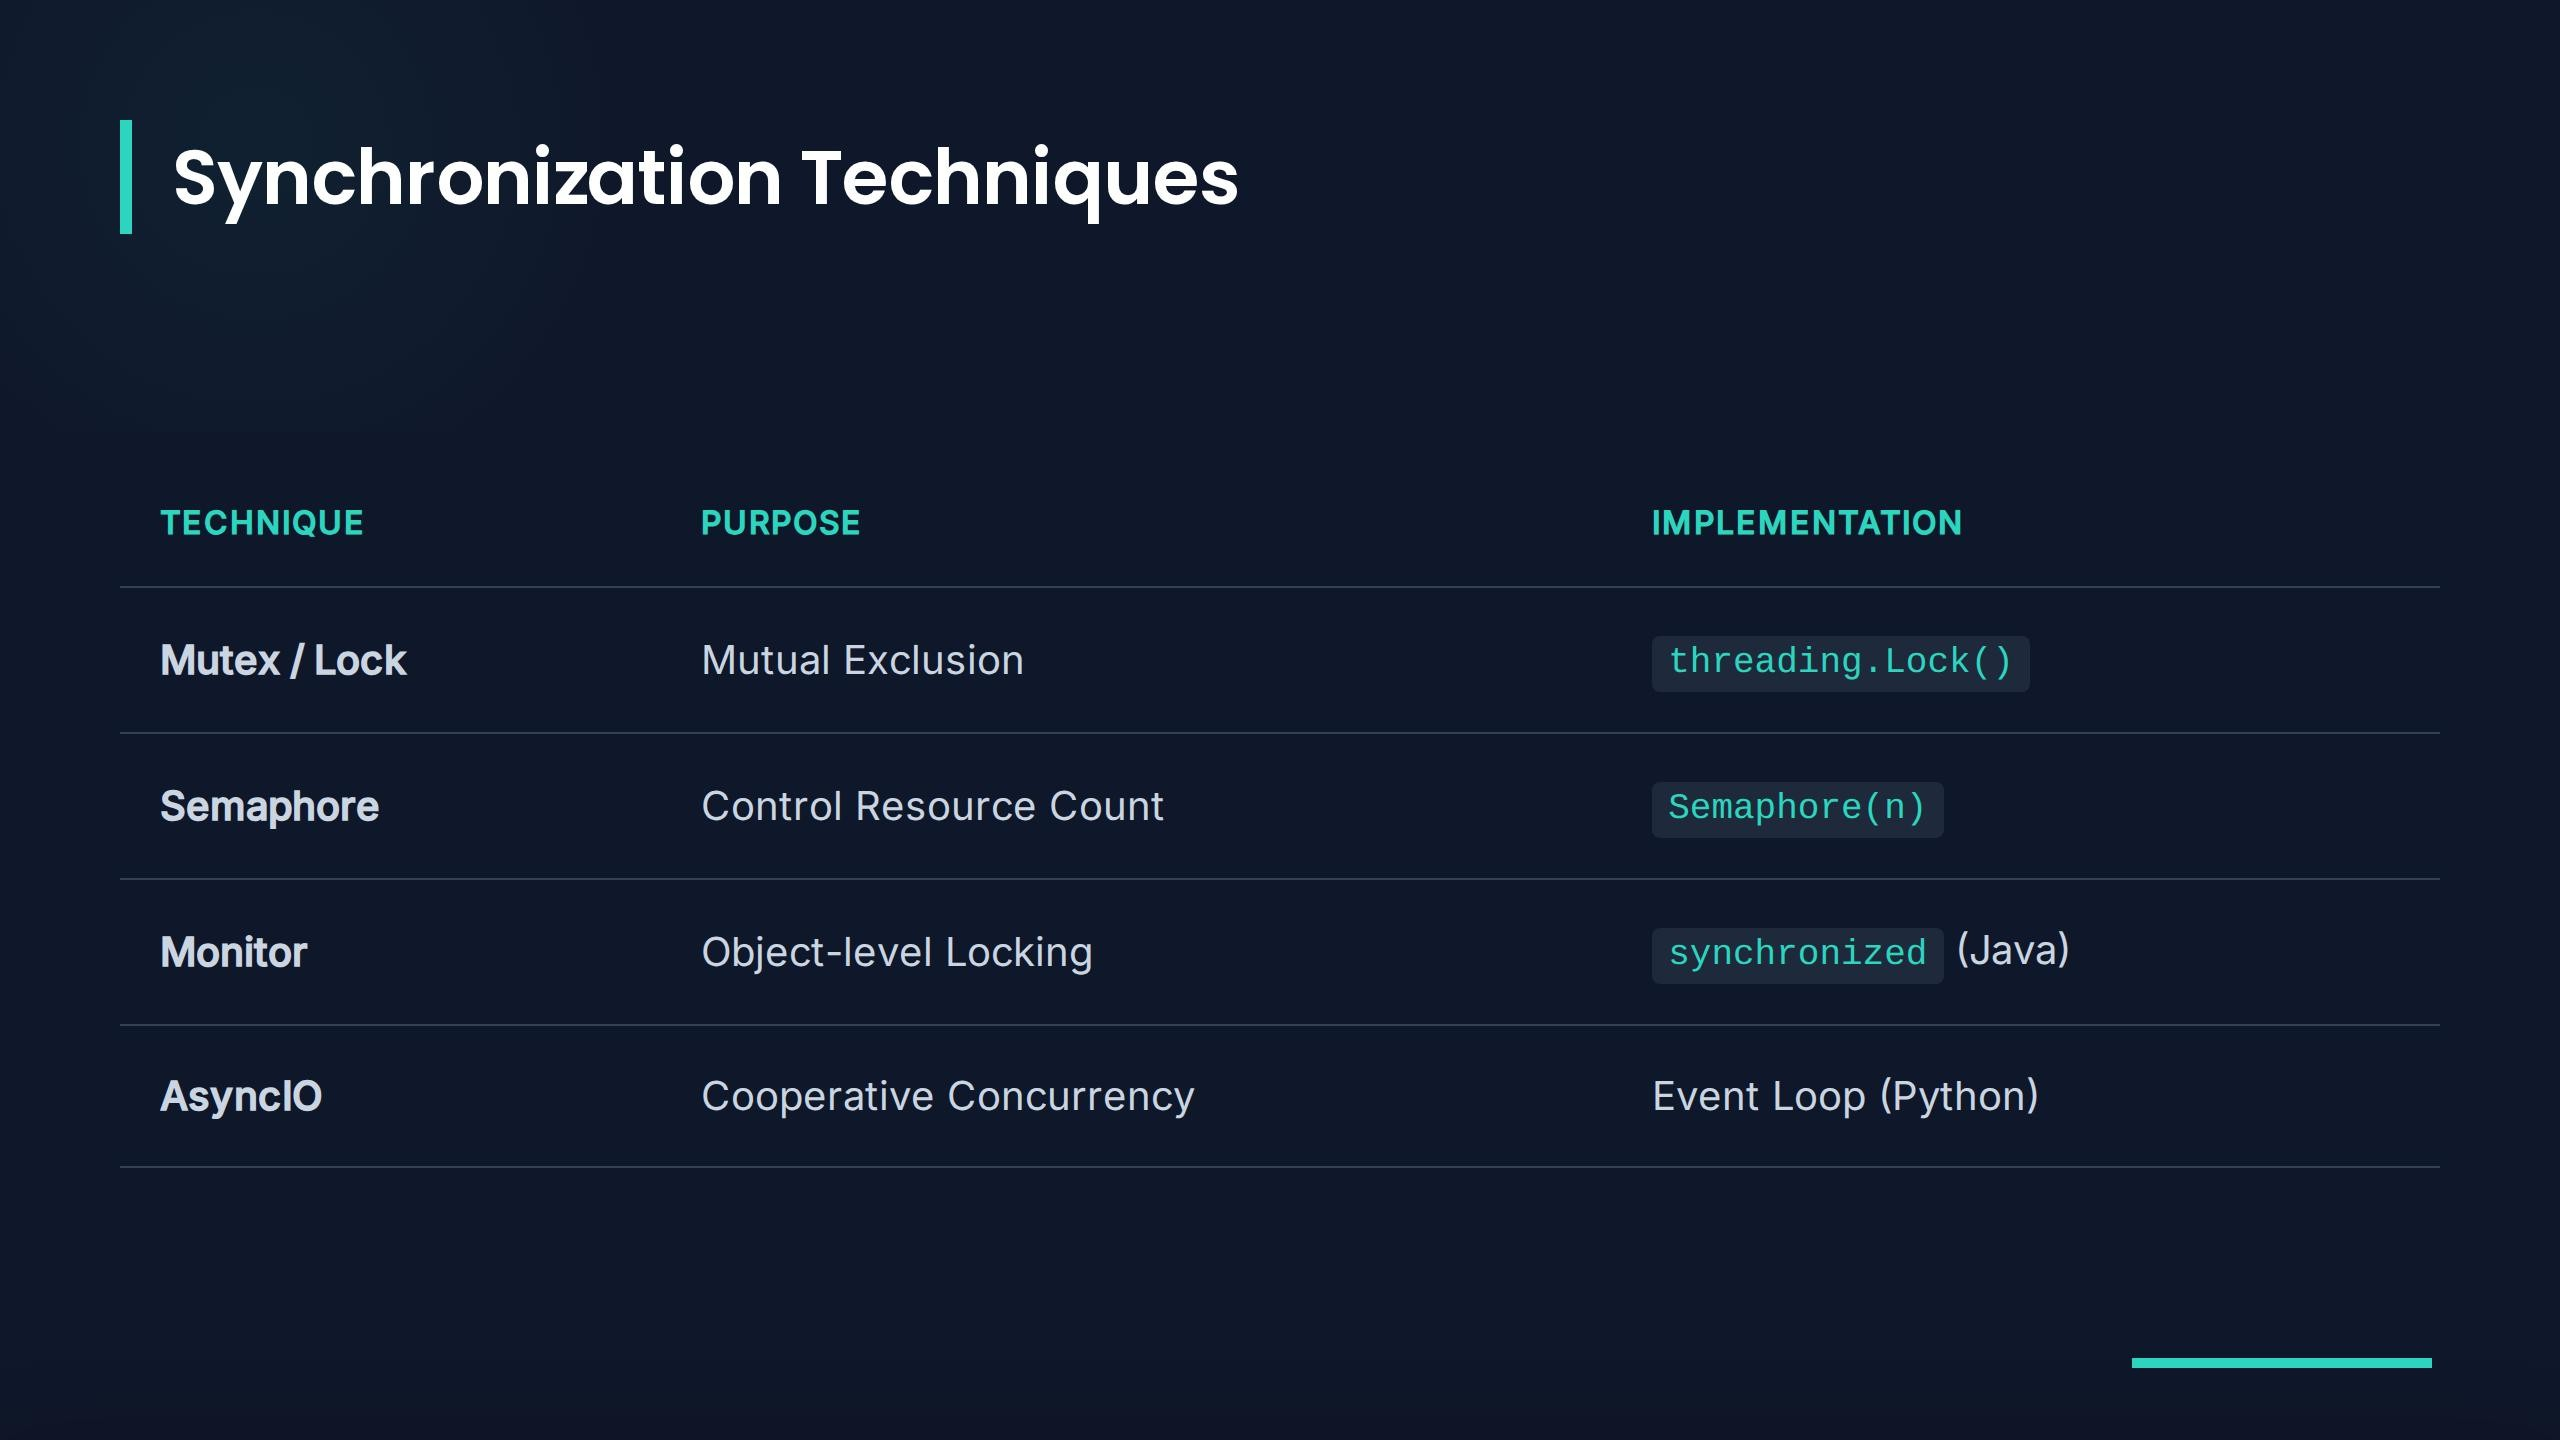 Synchronization Techniques
TECHNIQUE PURPOSE IMPLEMENTATION
Mutex / Lock Mutual Exclusion threading.Lock()
Semaphore Control Resource Count Semaphore(n)
Monitor Object-level Locking synchronized (Java)
AsyncIO Cooperative Concurrency Event Loop (Python)